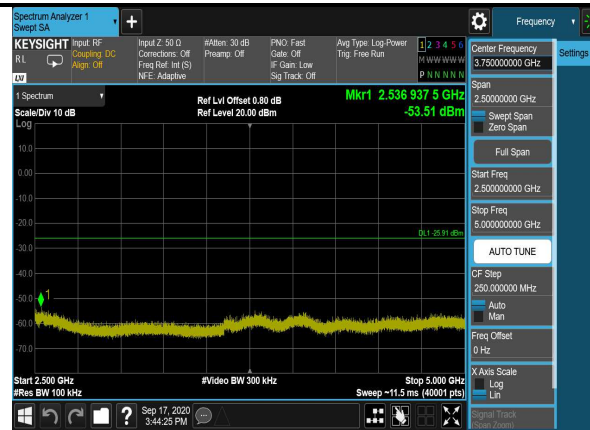 Spectrum Analyzer 1
Swept SA
Frequency
KEYSIGHT
RL
Input: RF
Coupling: DC
Align: Off
Input Z: 50 Ω
Corrections: Off
Freq Ref: Int (S)
NFE: Adaptive
#Atten: 30 dB
Preamp: Off
PNO: Fast
Gate: Off
IF Gain: Low
Sig Track: Off
Avg Type: Log-Power
Trig: Free Run
1 2 3 4 5 6
M W W W W W
P N N N N N
Settings
1 Spectrum
Scale/Div 10 dB
Log
Ref Lvl Offset 0.80 dB
Ref Level 20.00 dBm
Mkr1 2.536 937 5 GHz
-53.51 dBm
10.0
0.00
-10.0
-20.0
-30.0
-40.0
-50.0
-60.0
-70.0
DL1 -25.91 dBm
1
Start 2.500 GHz
#Res BW 100 kHz
#Video BW 300 kHz
Stop 5.000 GHz
Sweep ~11.5 ms (40001 pts)
Sep 17, 2020
3:44:25 PM
Center Frequency
3.750000000 GHz
Span
2.50000000 GHz
Swept Span
Zero Span
Full Span
Start Freq
2.500000000 GHz
Stop Freq
5.000000000 GHz
AUTO TUNE
CF Step
250.000000 MHz
Auto
Man
Freq Offset
0 Hz
X Axis Scale
Log
Lin
Signal Track
(Span Zoom)